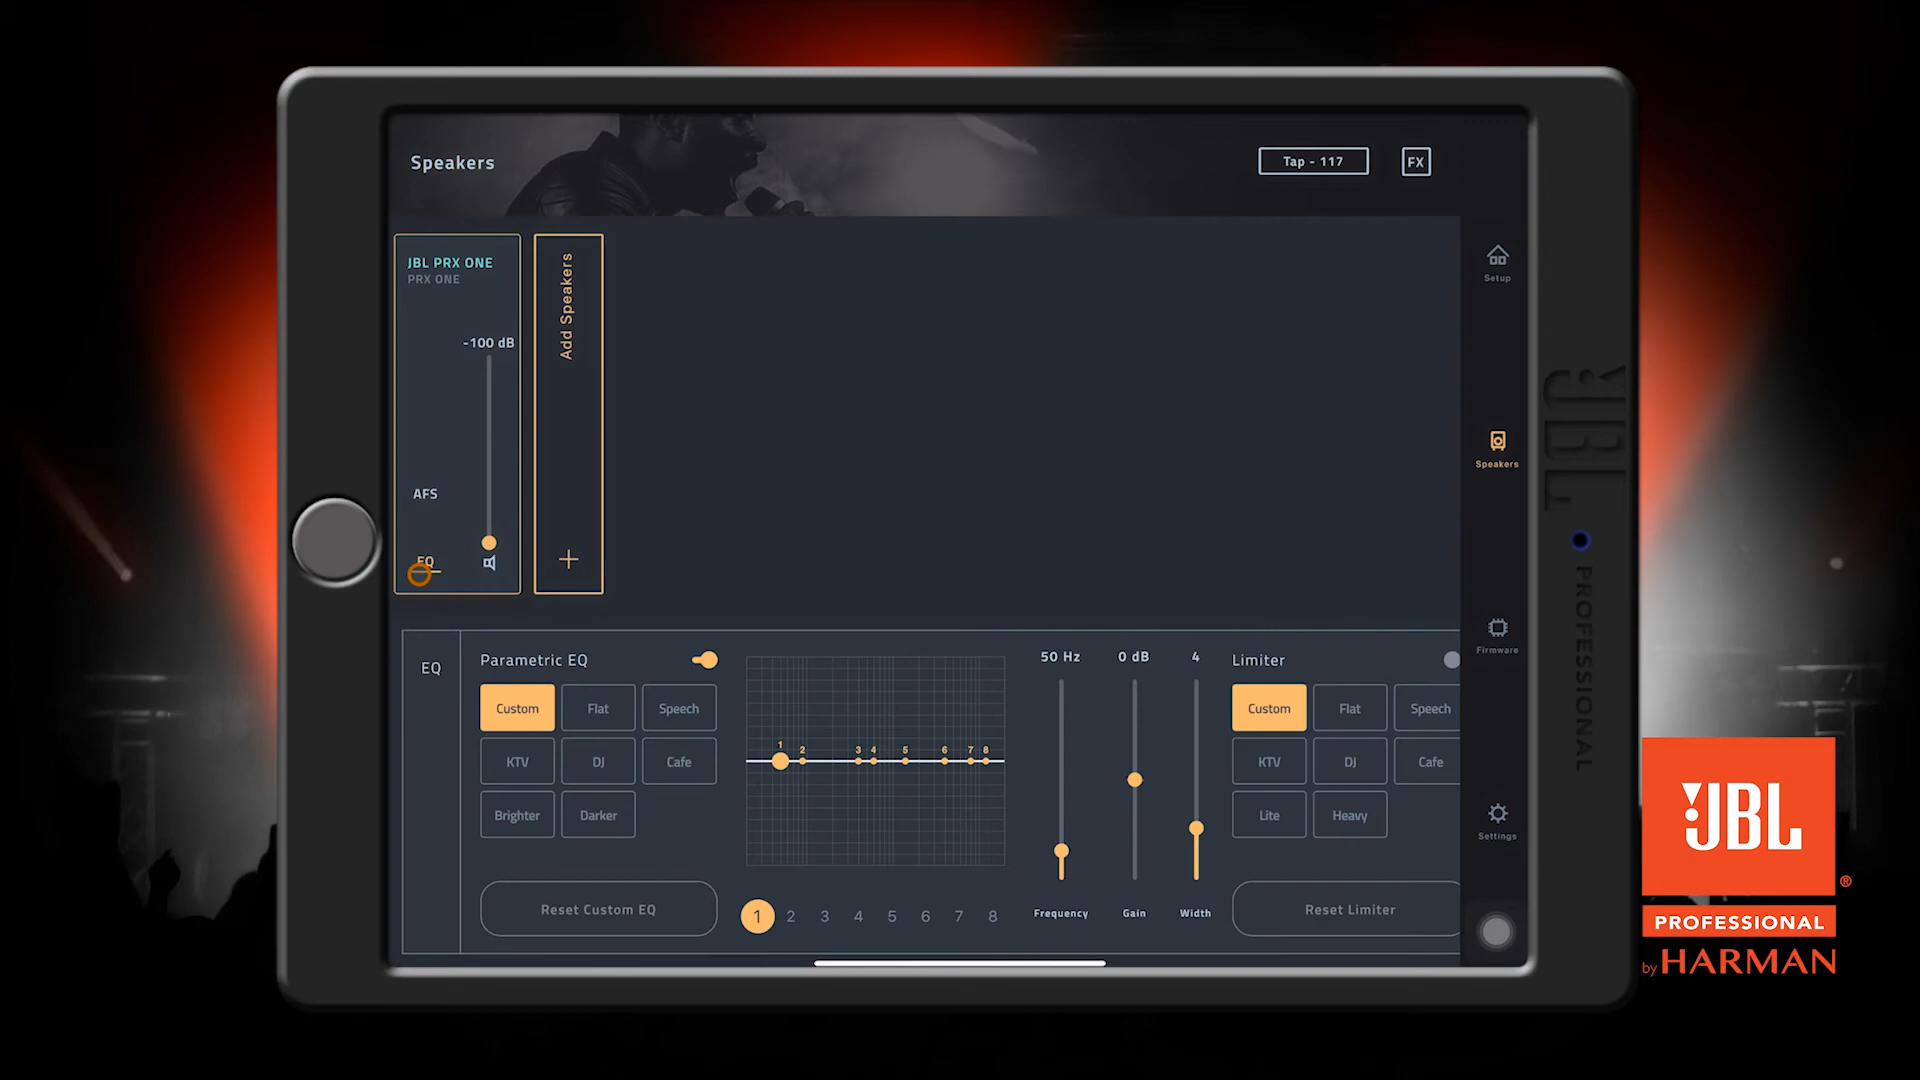 Speakers
Tap - 117
FX
JBL PRX ONE
PRX ONE
-100 dB
AFS
EQ
Add Speakers
+
Setup
Speakers
Firmware
Settings
EQ
Parametric EQ
Custom
Flat
Speech
KTV
DJ
Cafe
Brighter
Darker
Reset Custom EQ
1 2 3 4 5 6 7 8
1 2 3 4 5 6 7 8
50 Hz
0 dB
4
Frequency
Gain
Width
Limiter
Custom
Flat
Speech
KTV
DJ
Cafe
Lite
Heavy
Reset Limiter
JBL
PROFESSIONAL
JBL
®
PROFESSIONAL
by HARMAN